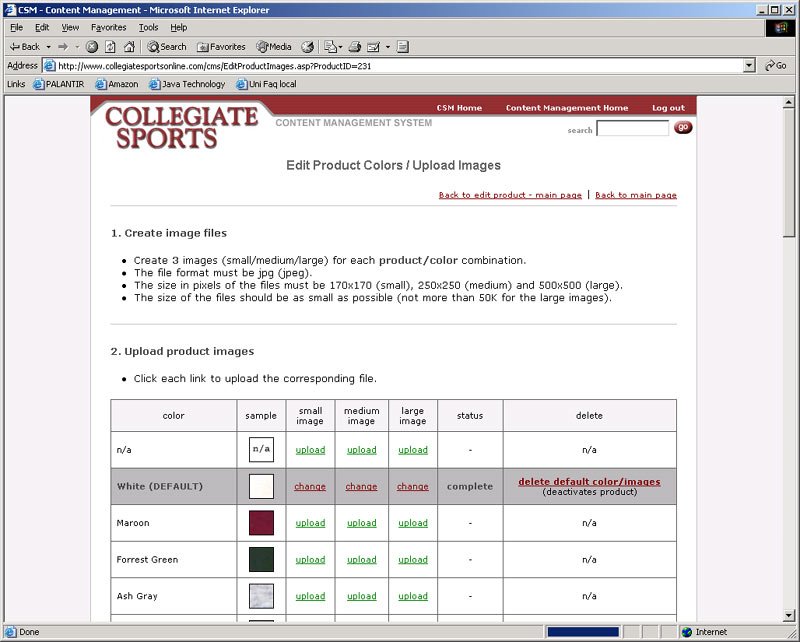 CSM - Content Management - Microsoft Internet Explorer
File Edit View Favorites Tools Help
Back Search Favorites Media
Address http://www.collegiatesportsonline.com/cms/EditProductImages.asp?ProductID=231 Go
Links PALANTIR Amazon Java Technology Uni Faq local
CSM Home Content Management Home Log out
COLLEGIATE SPORTS
CONTENT MANAGEMENT SYSTEM
search go
Edit Product Colors / Upload Images
Back to edit product - main page | Back to main page
1. Create image files
• Create 3 images (small/medium/large) for each product/color combination.
• The file format must be jpg (jpeg).
• The size in pixels of the files must be 170x170 (small), 250x250 (medium) and 500x500 (large).
• The size of the files should be as small as possible (not more than 50K for the large images).
2. Upload product images
• Click each link to upload the corresponding file.
color sample small image medium image large image status delete
n/a n/a upload upload upload - n/a
White (DEFAULT) change change change complete delete default color/images
(deactivates product)
Maroon upload upload upload - n/a
Forrest Green upload upload upload - n/a
Ash Gray upload upload upload - n/a
Done Internet